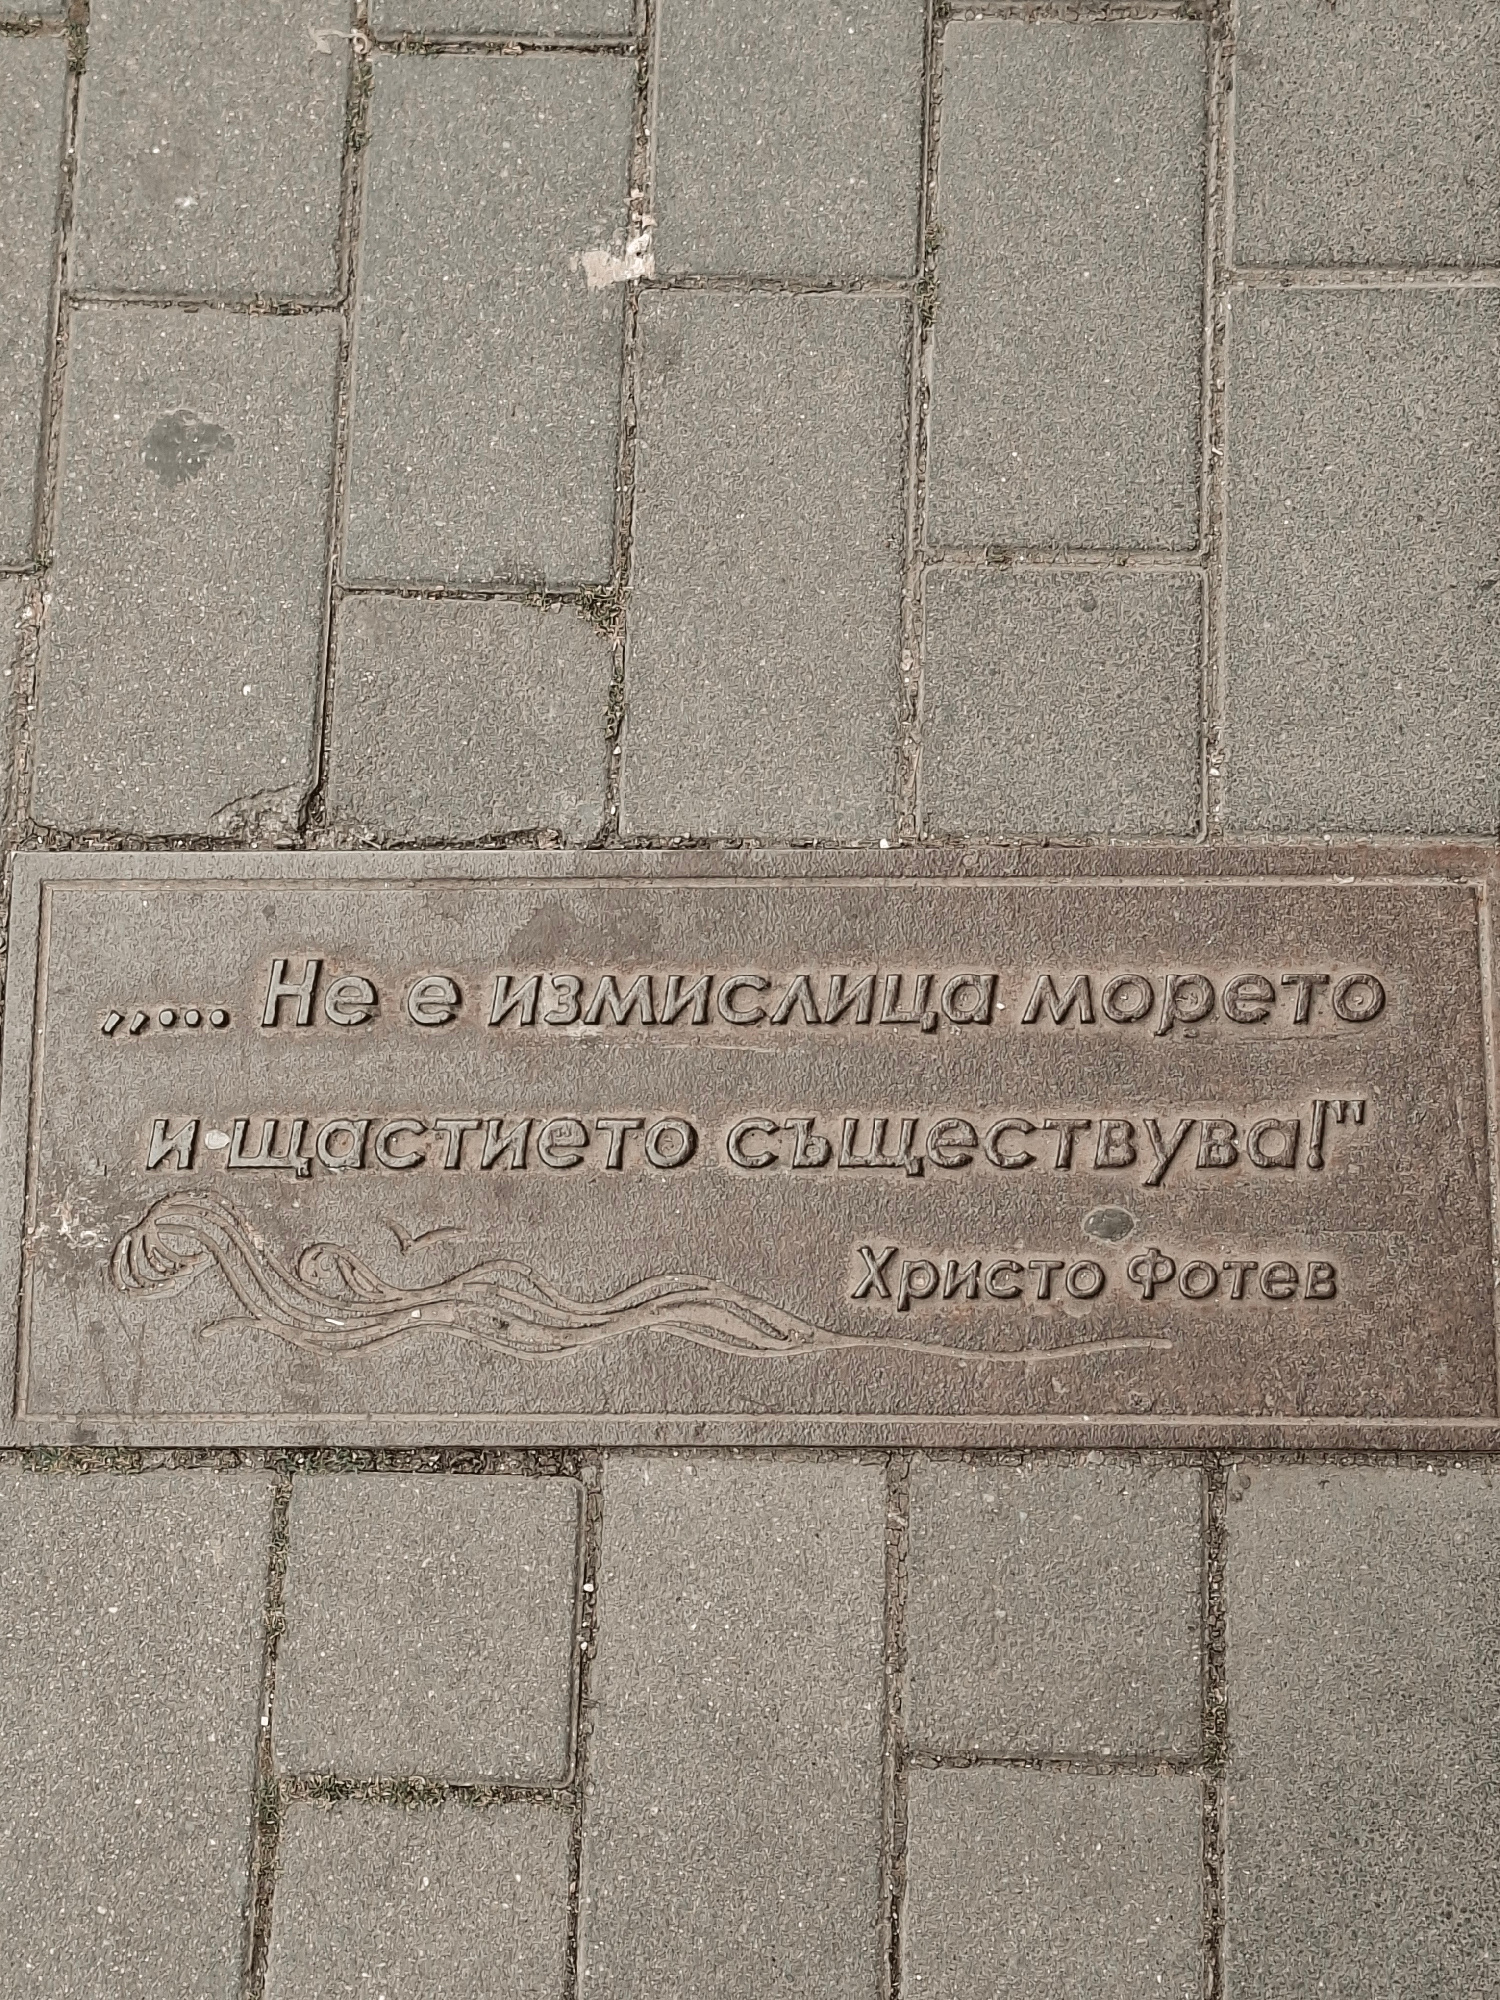 ,,... Не е измислица морето
и щастието съществува!"
Христо Фотев